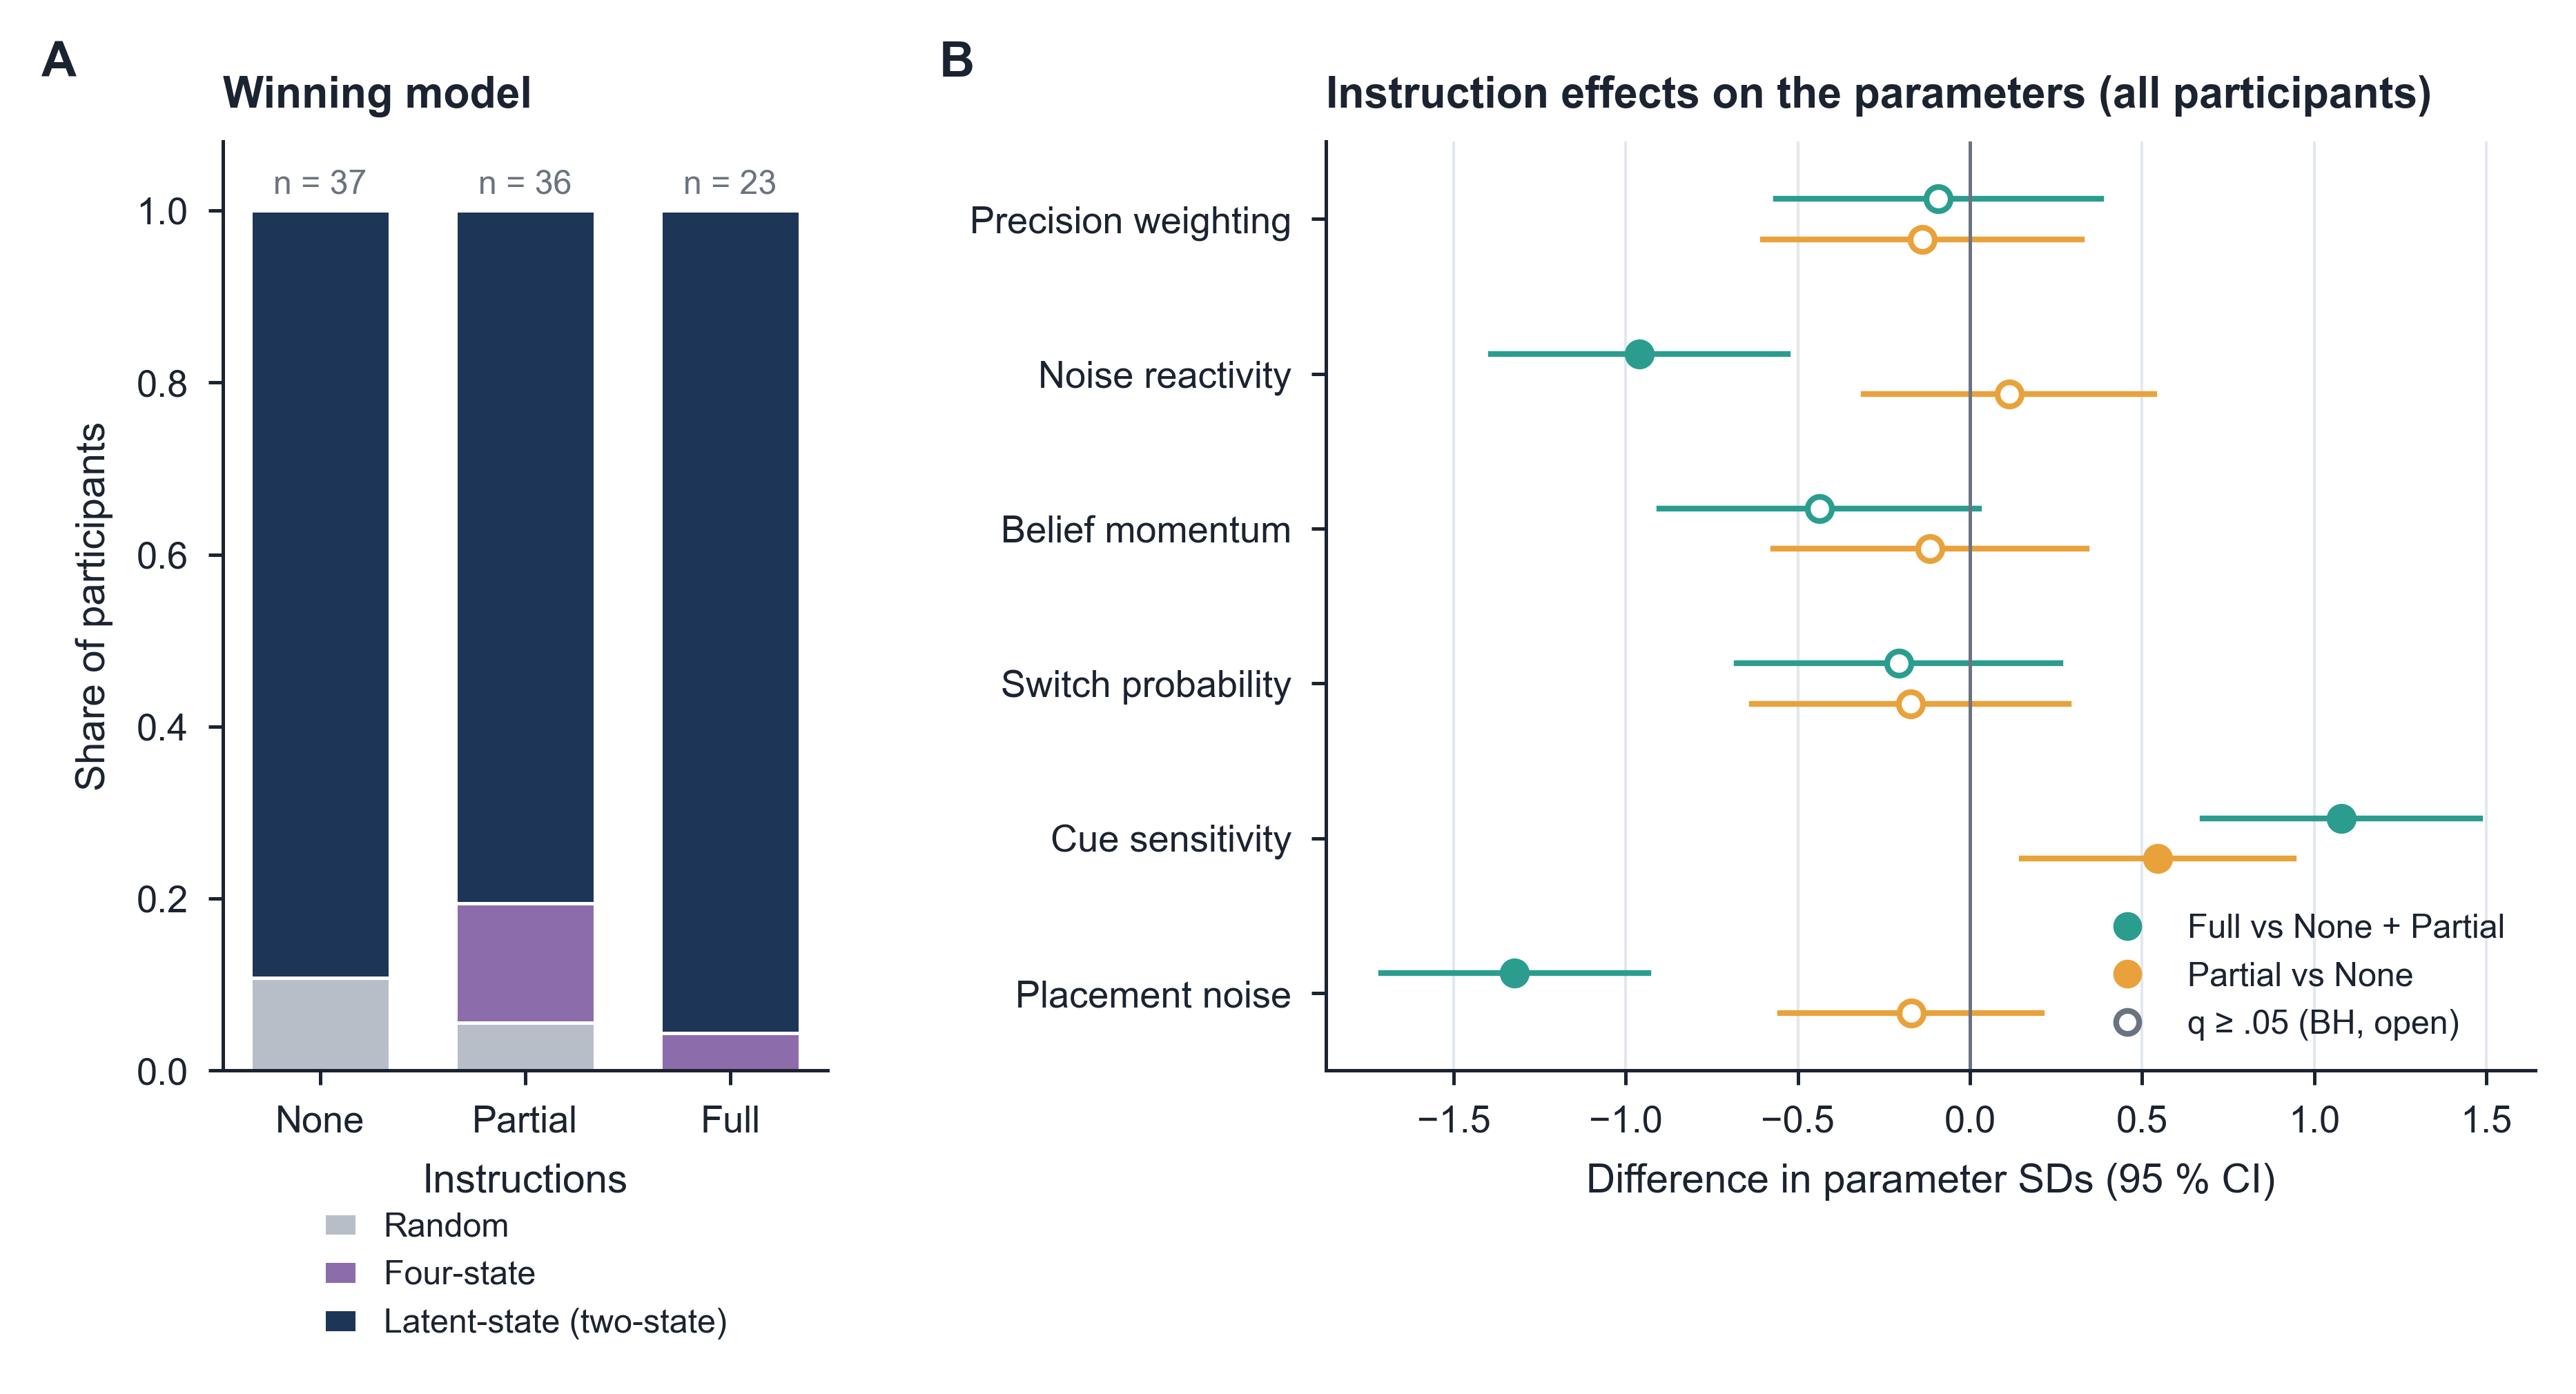 A
Winning model
n = 37
n = 36
n = 23
1.0
0.8
0.6
0.4
0.2
0.0
Share of participants
None
Partial
Full
Instructions
Random
Four-state
Latent-state (two-state)
B
Instruction effects on the parameters (all participants)
Precision weighting
Noise reactivity
Belief momentum
Switch probability
Cue sensitivity
Placement noise
Full vs None + Partial
Partial vs None
q ≥ .05 (BH, open)
−1.5
−1.0
−0.5
0.0
0.5
1.0
1.5
Difference in parameter SDs (95 % CI)